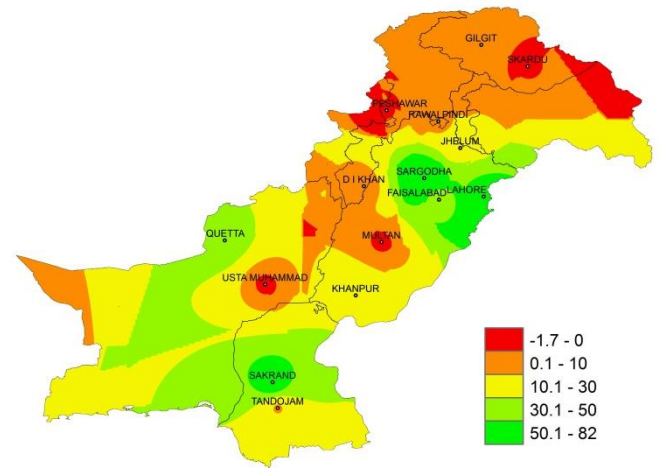 GILGIT
SKARDU
PESHAWAR
RAWALPINDI
JHELUM
SARGODHA
D I KHAN
FAISALABAD
LAHORE
QUETTA
MULTAN
USTA MUHAMMAD
KHANPUR
SAKRAND
TANDOJAM
-1.7 - 0
0.1 - 10
10.1 - 30
30.1 - 50
50.1 - 82